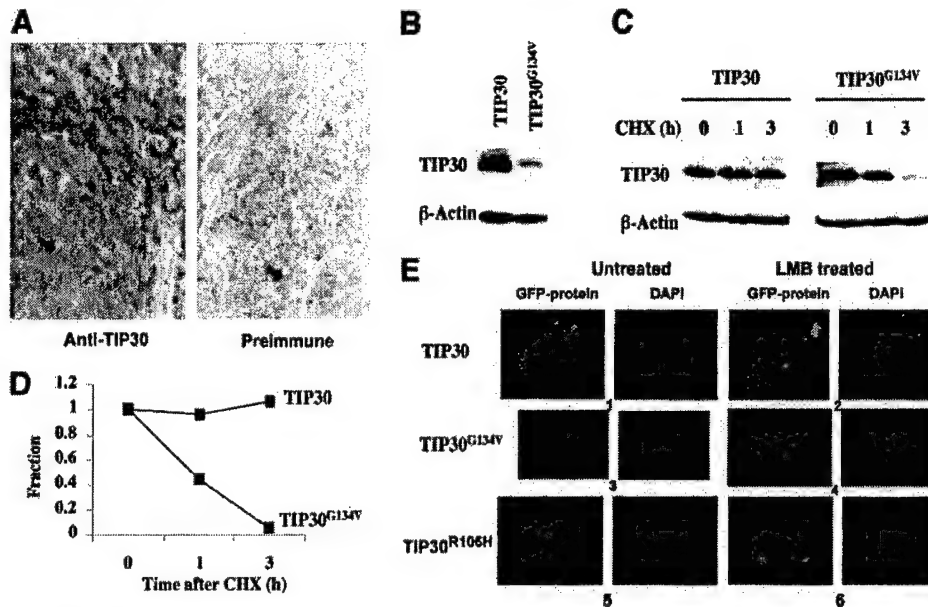 A
Anti-TIP30
Preimmune
B
TIP30
TIP30G134V
TIP30
β-Actin
C
TIP30
TIP30G134V
CHX (h)
0 1 3
0 1 3
TIP30
β-Actin
D
1.2
1
0.8
0.6
0.4
0.2
0
Fraction
TIP30
TIP30G134V
0 1 3
Time after CHX (h)
E
Untreated
LMB treated
GFP-protein
DAPI
GFP-protein
DAPI
TIP30
1
2
TIP30G134V
3
4
TIP30R106H
5
6